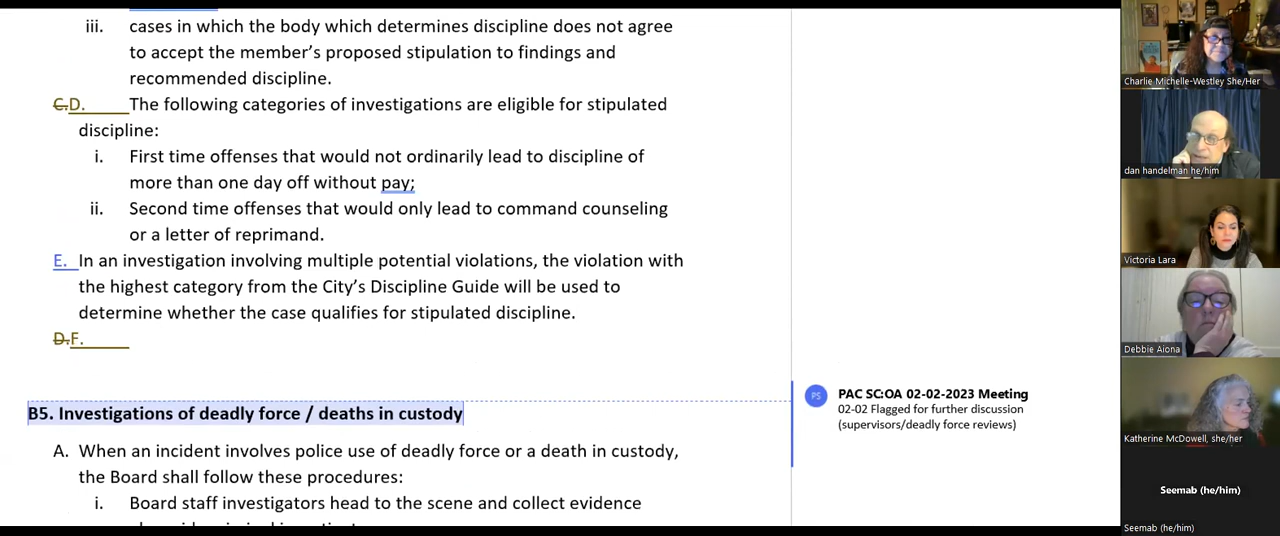 iii. cases in which the body which determines discipline does not agree
to accept the member's proposed stipulation to findings and
recommended discipline.
C.D. The following categories of investigations are eligible for stipulated
discipline:
i. First time offenses that would not ordinarily lead to discipline of
more than one day off without pay;
ii. Second time offenses that would only lead to command counseling
or a letter of reprimand.
E. In an investigation involving multiple potential violations, the violation with
the highest category from the City's Discipline Guide will be used to
determine whether the case qualifies for stipulated discipline.
D.F.
B5. Investigations of deadly force / deaths in custody
A. When an incident involves police use of deadly force or a death in custody,
the Board shall follow these procedures:
i. Board staff investigators head to the scene and collect evidence
PS
PAC SC:OA 02-02-2023 Meeting
02-02 Flagged for further discussion
(supervisors/deadly force reviews)
Charlie Michelle-Westley She/Her
dan handelman he/him
Victoria Lara
Debbie Aiona
Katherine McDowell, she/her
Seemab (he/him)
Seemab (he/him)